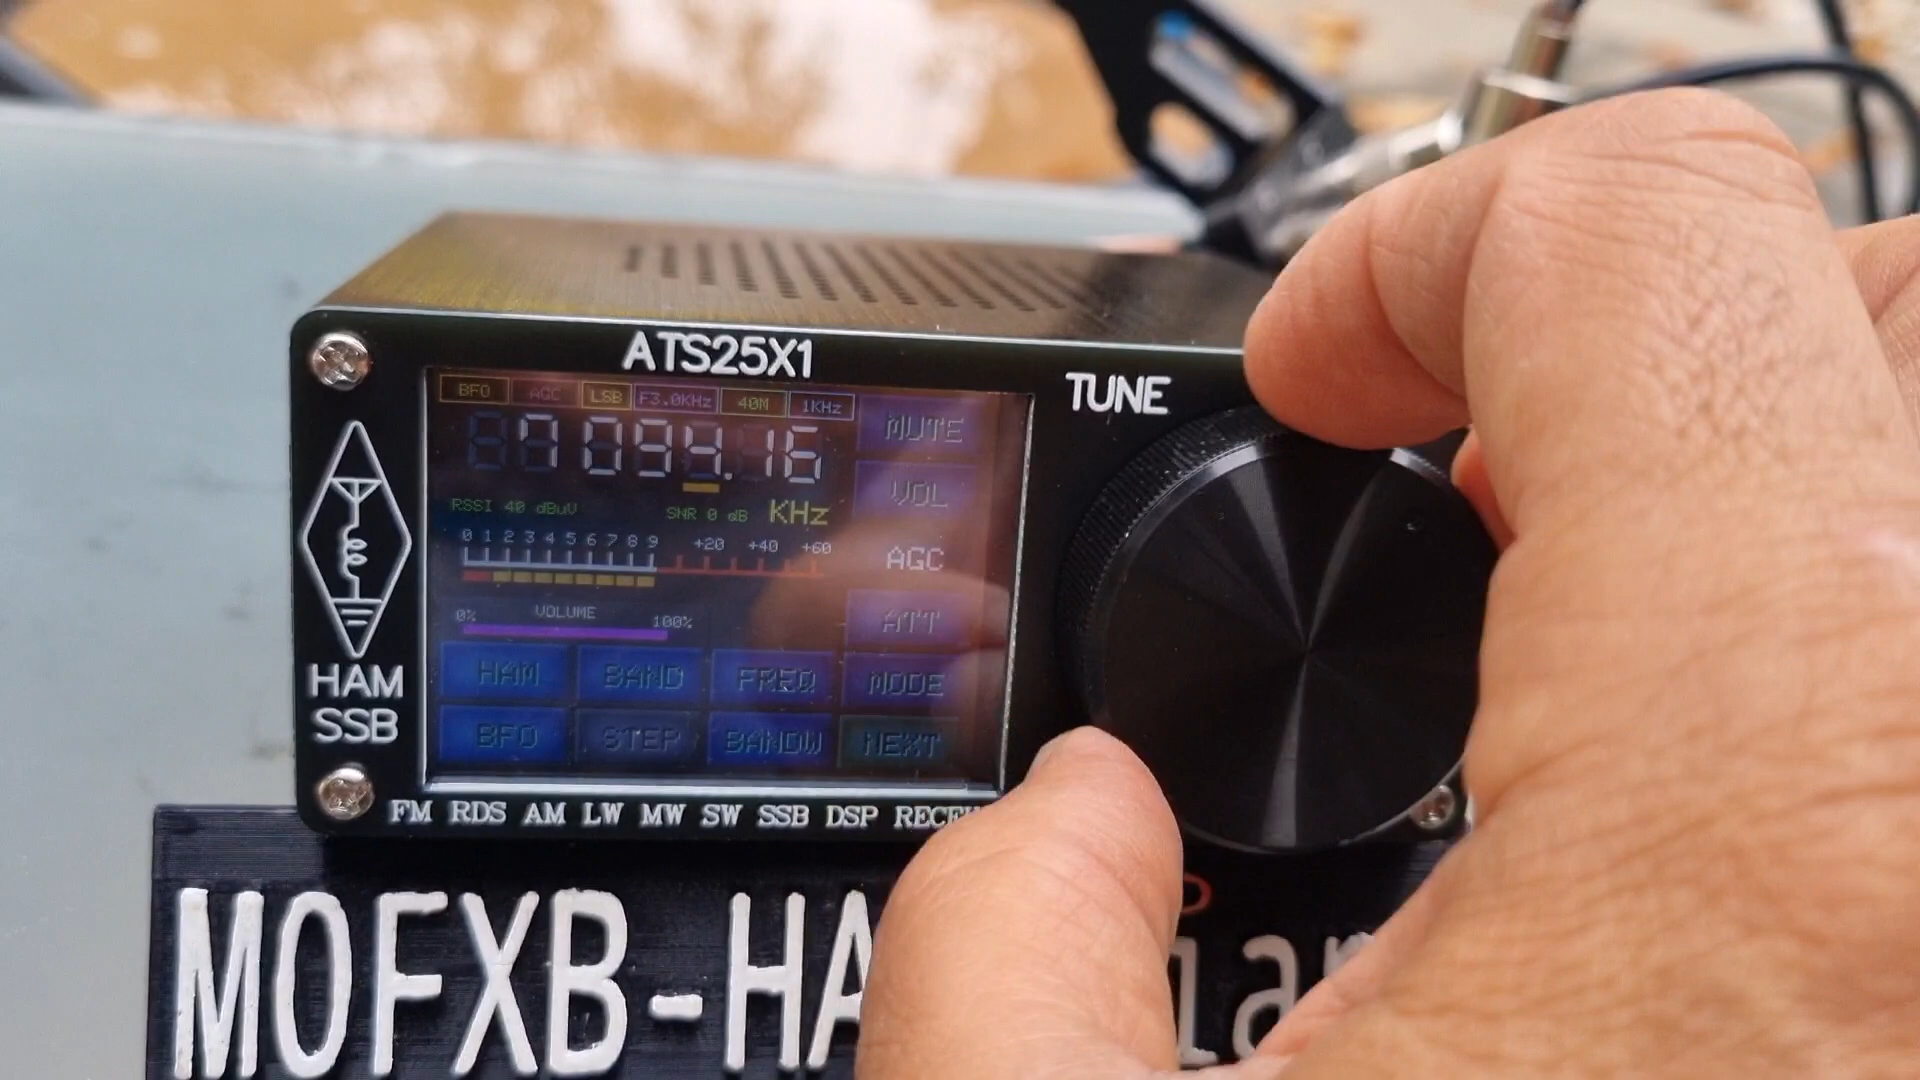 ATS25X1
TUNE
BFO AGC LSB F3.0KHz 40M 1KHz
7094.16
KHz
RSSI 40 dBuV SNR 0 dB
0 1 2 3 4 5 6 7 8 9 +20 +40 +60
VOLUME
0% 100%
MUTE
VOL
AGC
ATT
HAM BAND FREQ MODE
BFO STEP BANDW NEXT
HAM
SSB
FM RDS AM LW MW SW SSB DSP
M0FXB-HA